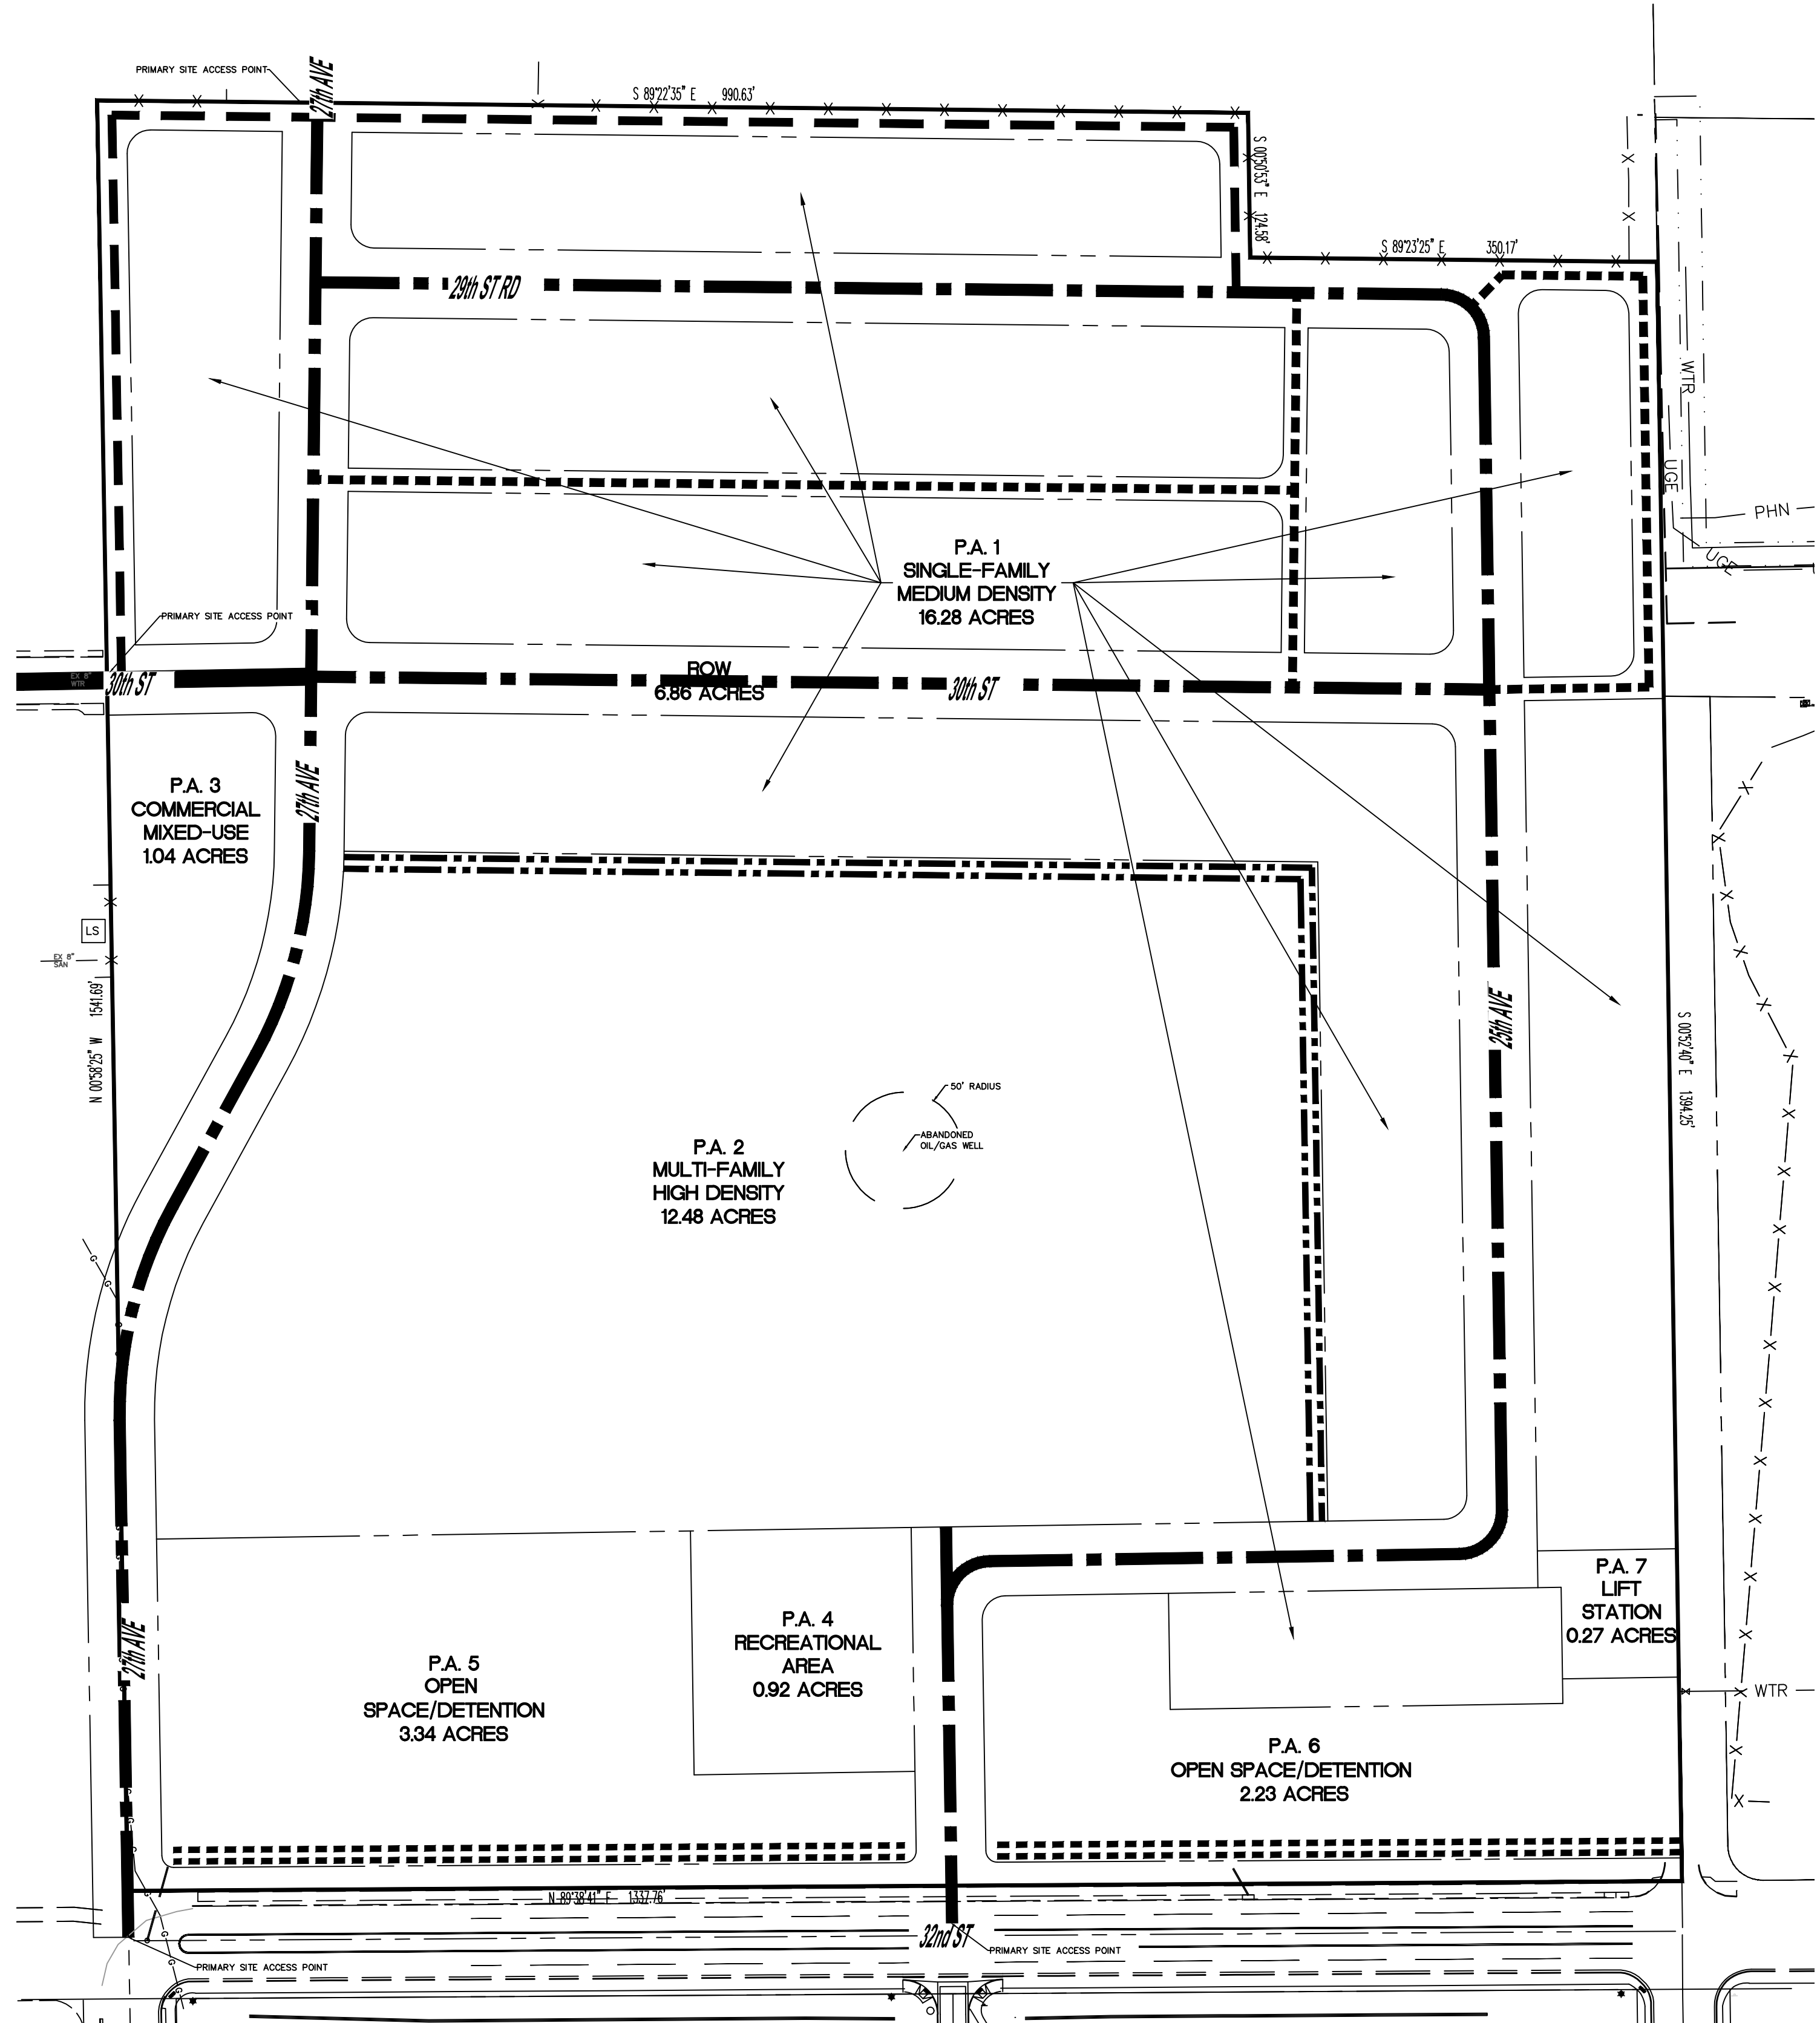 27th AVE
PRIMARY SITE ACCESS POINT
S 89°22'35" E 990.63'
S 00°50'53" E 124.58'
S 89°23'25" E 350.17'
29th ST RD
WTR
UGE
PHN
UGE
P.A. 1
SINGLE-FAMILY
MEDIUM DENSITY
16.28 ACRES
PRIMARY SITE ACCESS POINT
EX 8"
WTR
30th ST
ROW
6.86 ACRES
30th ST
P.A. 3
COMMERCIAL
MIXED-USE
1.04 ACRES
27th AVE
LS
EX 8"
SAN
N 00°58'25" W 1541.69'
25th AVE
S 00°52'40" E 1394.25'
50' RADIUS
ABANDONED
OIL/GAS WELL
P.A. 2
MULTI-FAMILY
HIGH DENSITY
12.48 ACRES
G
G
P.A. 7
LIFT
STATION
0.27 ACRES
P.A. 4
RECREATIONAL
AREA
0.92 ACRES
27th AVE
P.A. 5
OPEN
SPACE/DETENTION
3.34 ACRES
WTR
P.A. 6
OPEN SPACE/DETENTION
2.23 ACRES
N 89°38'41" E 1337.76'
32nd ST
PRIMARY SITE ACCESS POINT
PRIMARY SITE ACCESS POINT
G
G
G